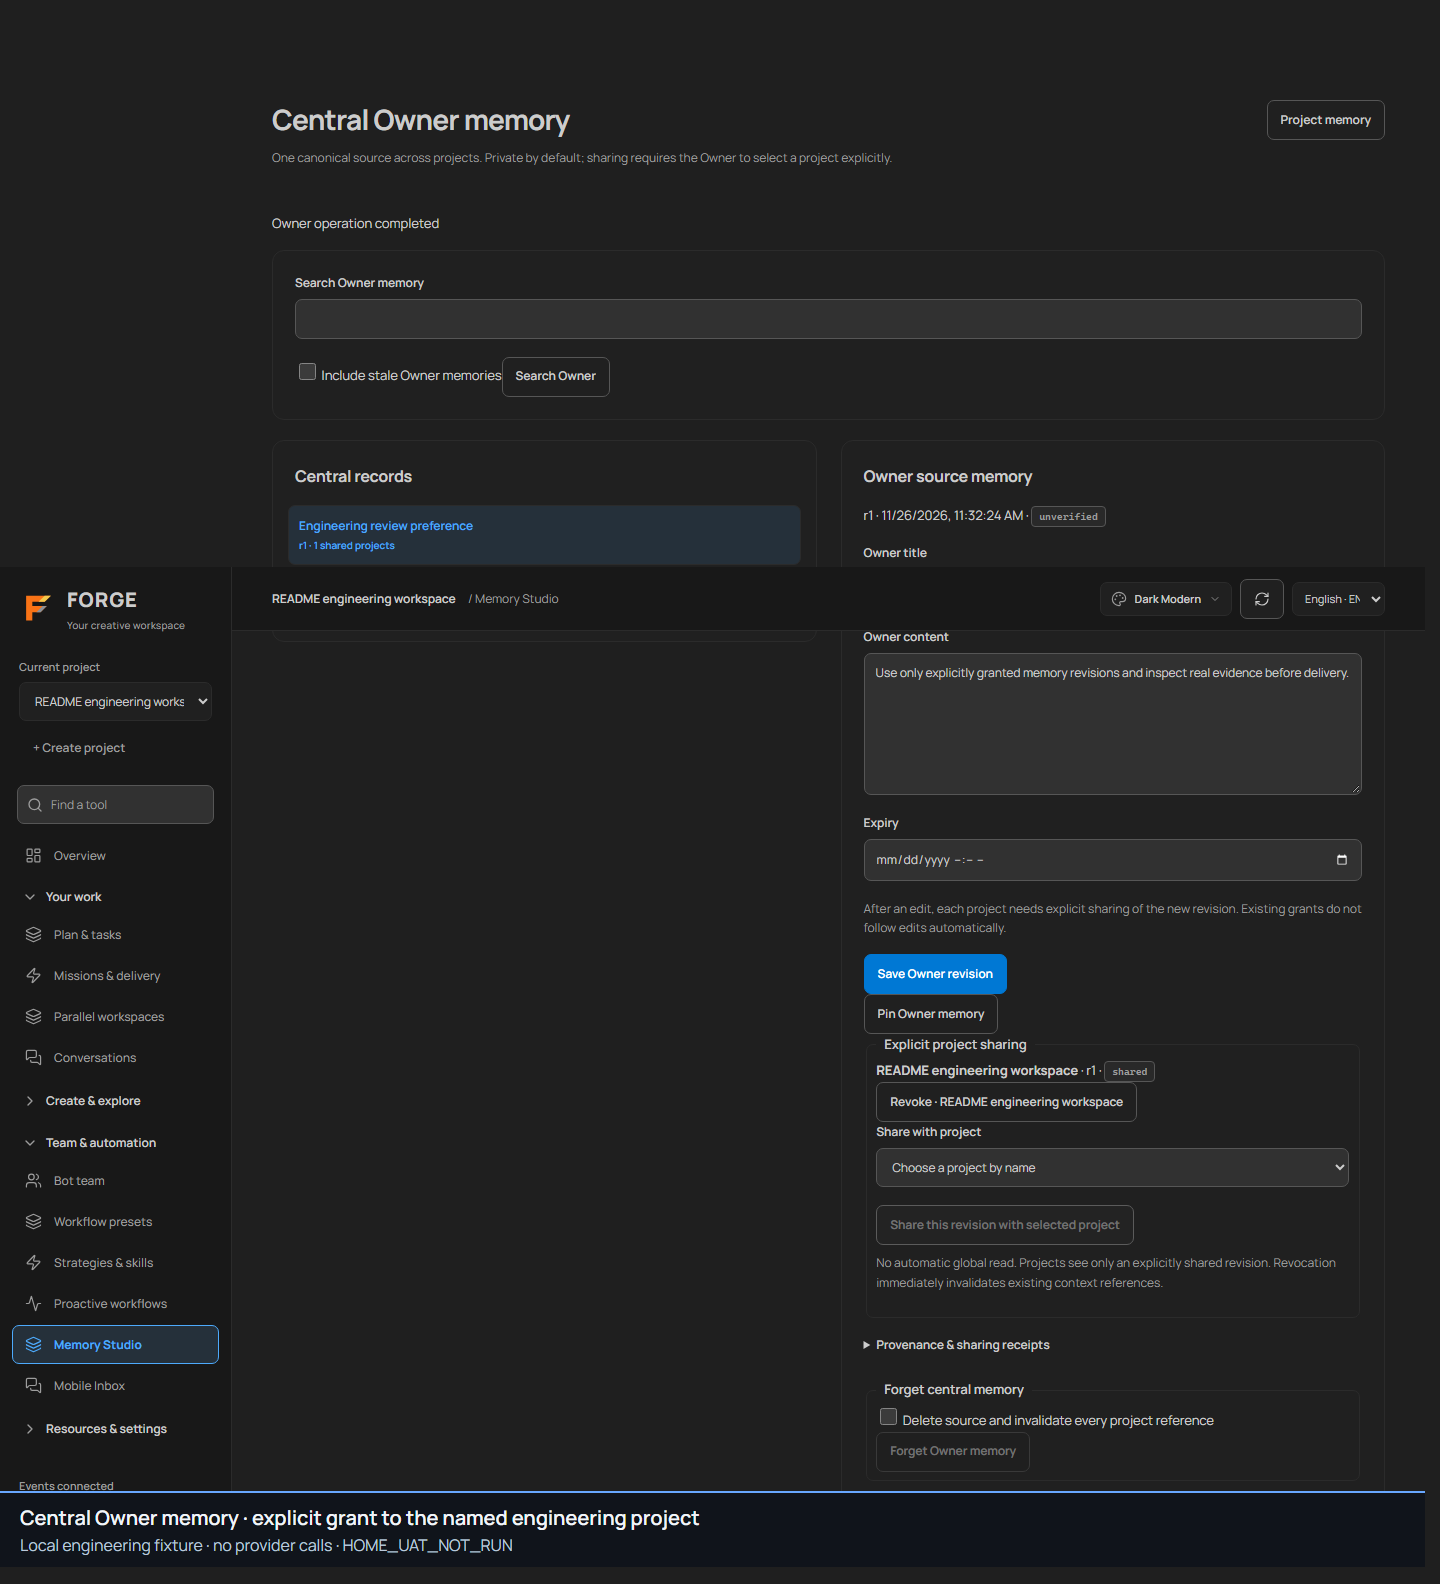 Central Owner memory
Project memory
One canonical source across projects. Private by default; sharing requires the Owner to select a project explicitly.
Owner operation completed
Search Owner memory
Include stale Owner memories
Search Owner
Central records
Engineering review preference
r1 · 1 shared projects
Owner source memory
r1 · 11/26/2026, 11:32:24 AM · unverified
Owner title
FORGE
Your creative workspace
README engineering workspace / Memory Studio
Dark Modern
English · EN
Current project
README engineering works
+ Create project
Find a tool
Overview
Your work
Plan & tasks
Missions & delivery
Parallel workspaces
Conversations
Create & explore
Team & automation
Bot team
Workflow presets
Strategies & skills
Proactive workflows
Memory Studio
Mobile Inbox
Resources & settings
Events connected
Owner content
Use only explicitly granted memory revisions and inspect real evidence before delivery.
Expiry
mm/dd/yyyy --:-- --
After an edit, each project needs explicit sharing of the new revision. Existing grants do not
follow edits automatically.
Save Owner revision
Pin Owner memory
Explicit project sharing
README engineering workspace · r1 · shared
Revoke · README engineering workspace
Share with project
Choose a project by name
Share this revision with selected project
No automatic global read. Projects see only an explicitly shared revision. Revocation
immediately invalidates existing context references.
Provenance & sharing receipts
Forget central memory
Delete source and invalidate every project reference
Forget Owner memory
Central Owner memory · explicit grant to the named engineering project
Local engineering fixture · no provider calls · HOME_UAT_NOT_RUN